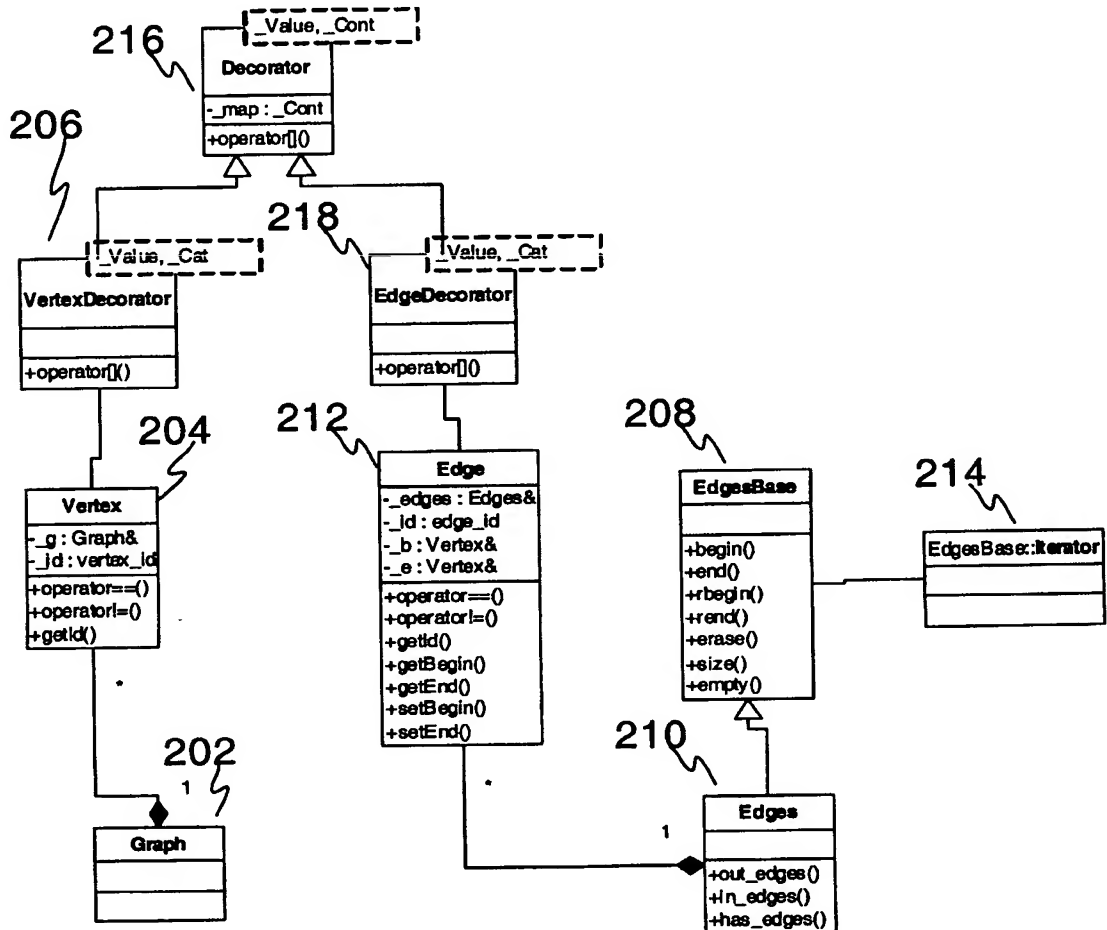 216
_Value, _Cont
Decorator
-_map : _Cont
+operator[]()
206
_Value, _Cat
VertexDecorator
+operator[]()
218
_Value, _Cat
EdgeDecorator
+operator[]()
204
Vertex
-_g : Graph&
-_id : vertex_id
+operator==()
+operator!=()
+getId()
*
1
202
Graph
212
Edge
-_edges : Edges&
-_id : edge_id
-_b : Vertex&
-_e : Vertex&
+operator==()
+operator!=()
+getId()
+getBegin()
+getEnd()
+setBegin()
+setEnd()
*
1
208
EdgesBase
+begin()
+end()
+rbegin()
+rend()
+erase()
+size()
+empty()
214
EdgesBase::iterator
210
Edges
+out_edges()
+in_edges()
+has_edges()